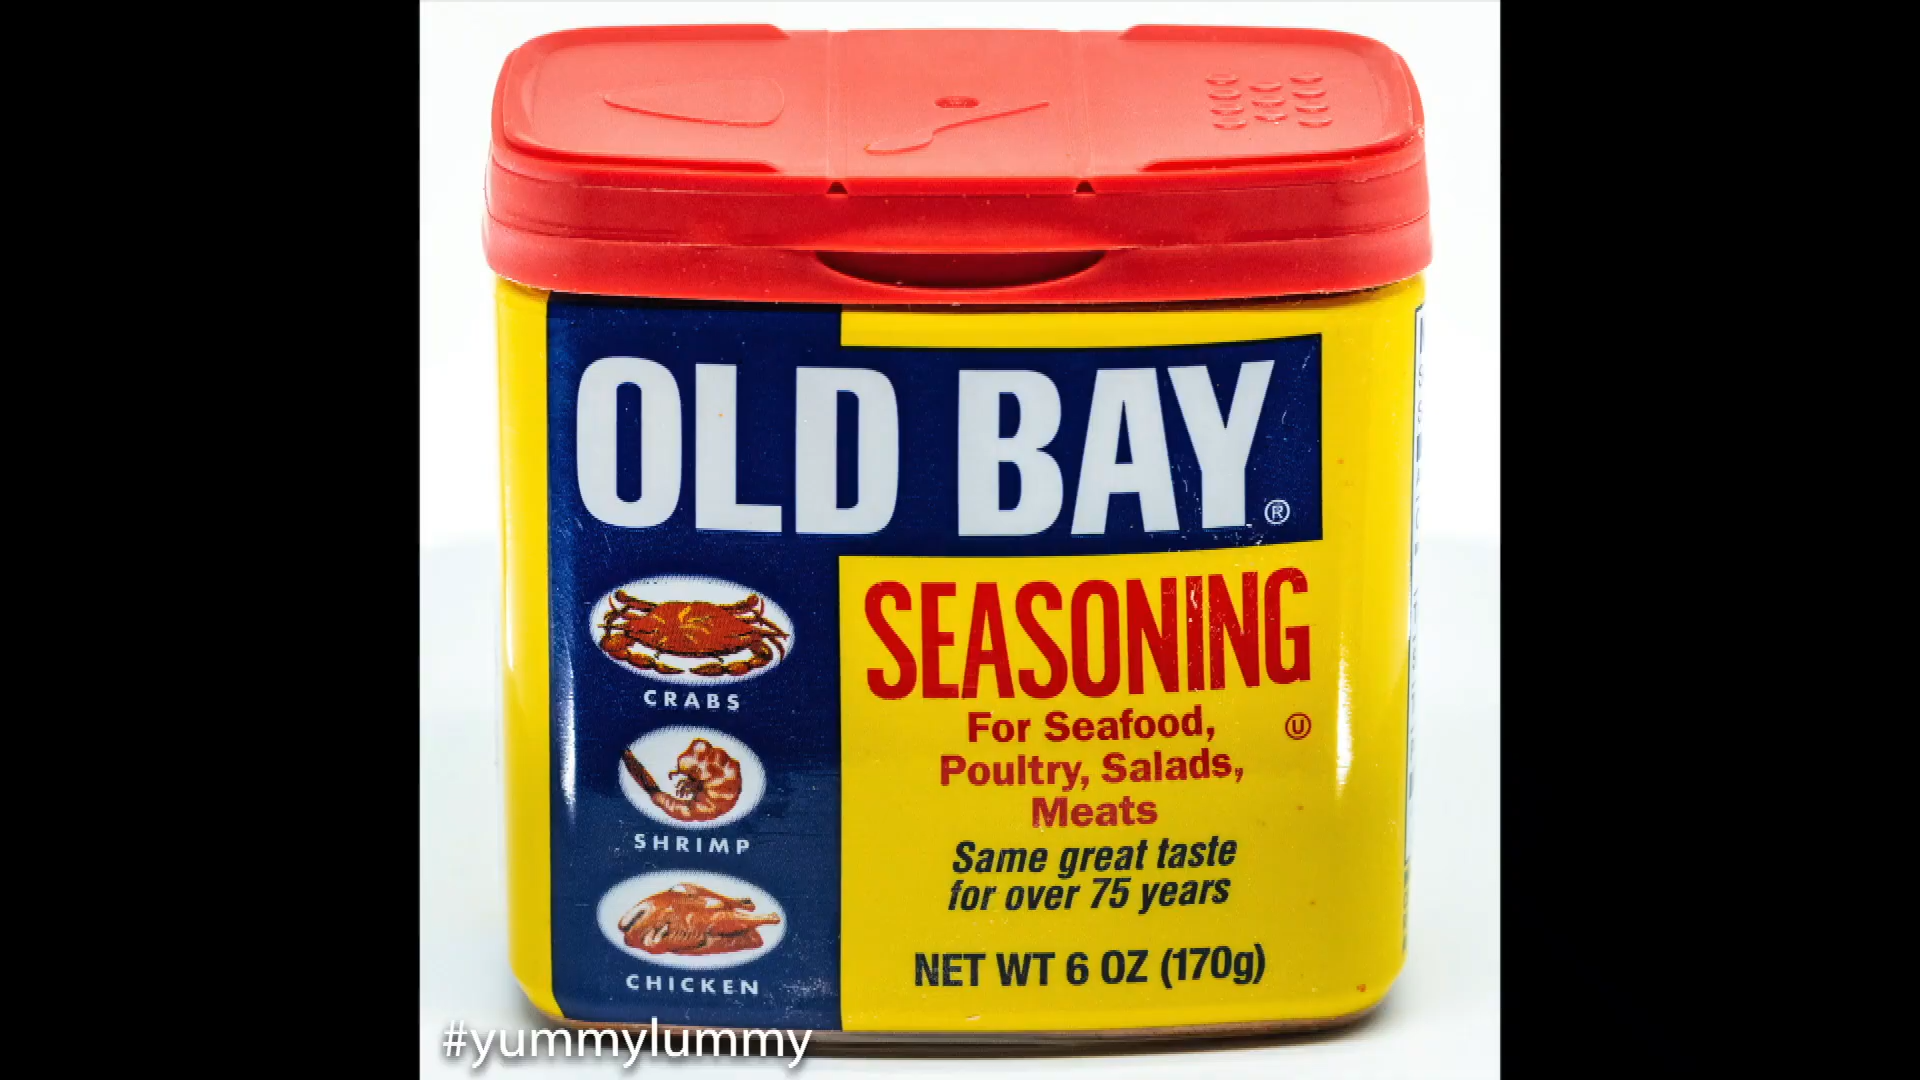 OLD BAY®
CRABS
SHRIMP
CHICKEN
SEASONING
For Seafood,
Poultry, Salads,
Meats
Ⓤ
Same great taste
for over 75 years
NET WT 6 OZ (170g)
#yummylummy